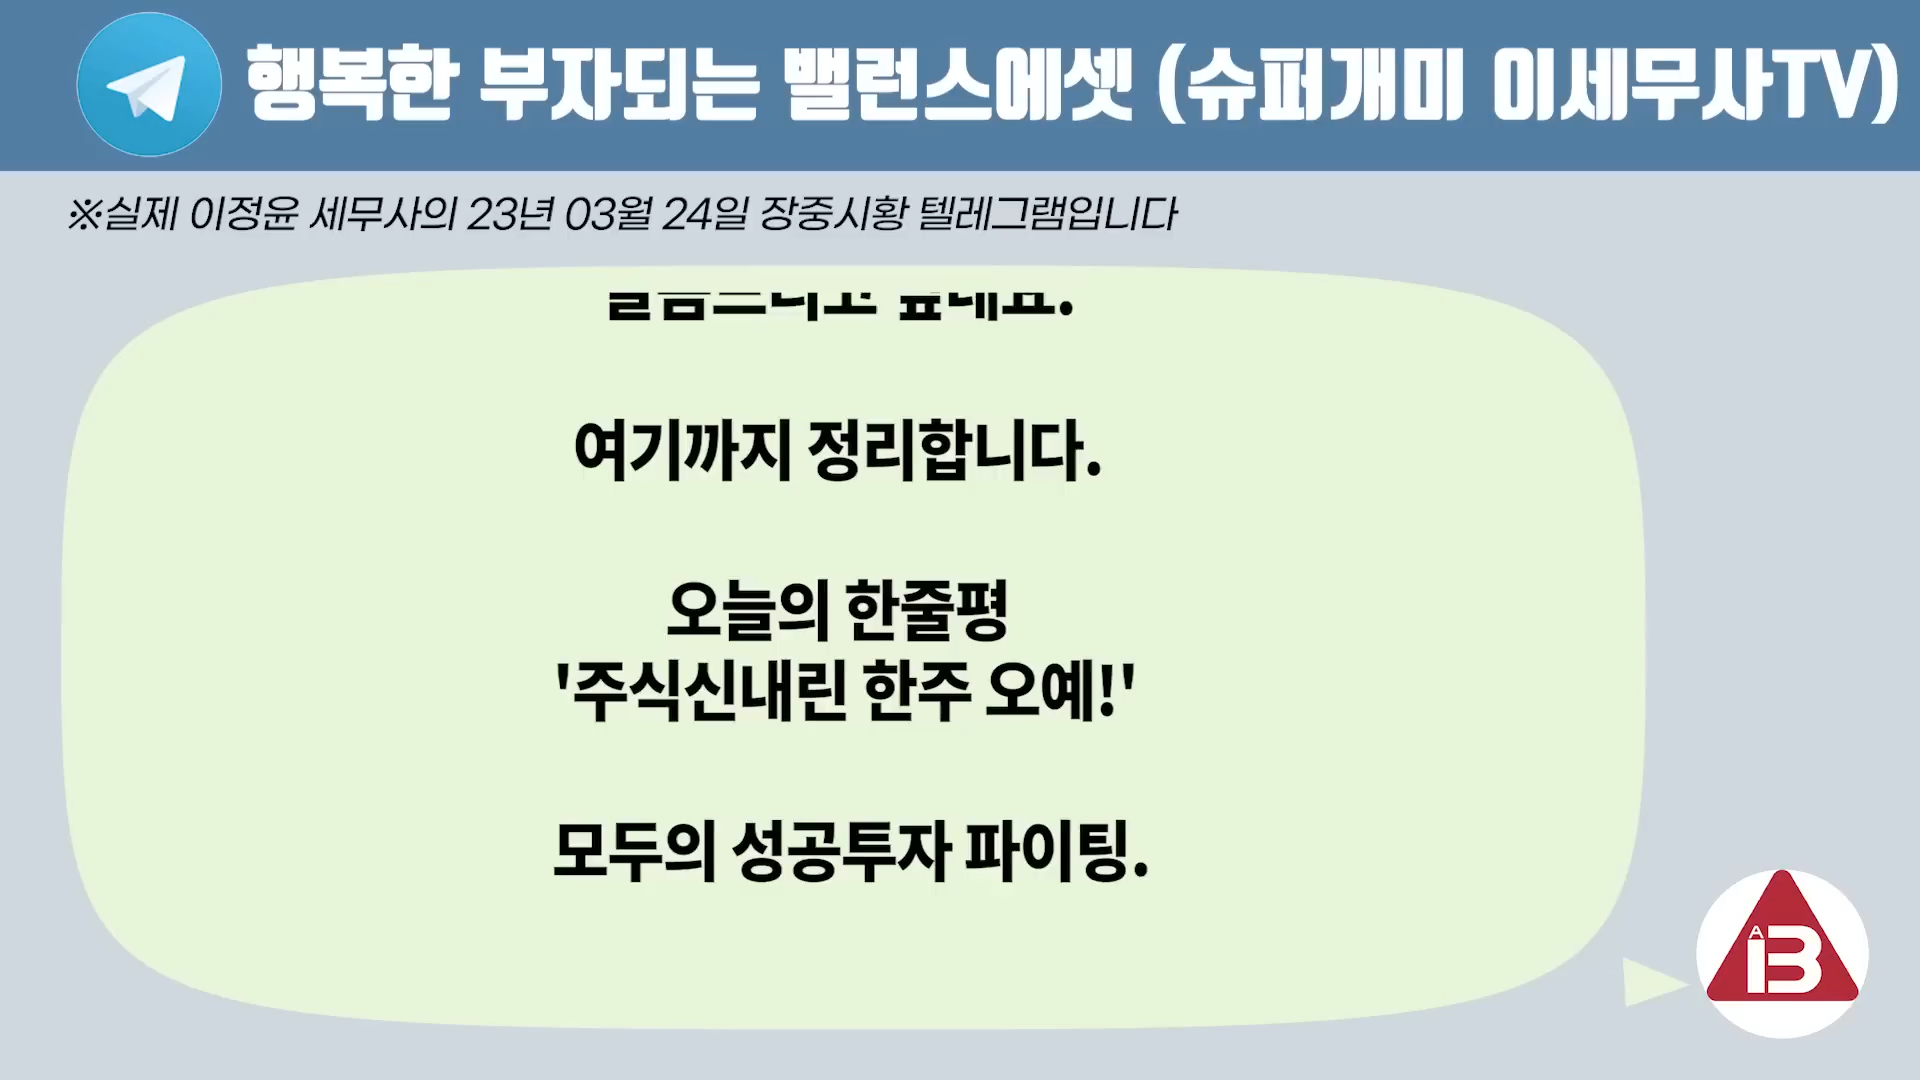 행복한 부자되는 밸런스에셋 (슈퍼개미 이세무사TV)
※실제 이정윤 세무사의 23년 03월 24일 장중시황 텔레그램입니다
여기까지 정리합니다.
오늘의 한줄평
'주식신내린 한주 오예!'
모두의 성공투자 파이팅.
A
B